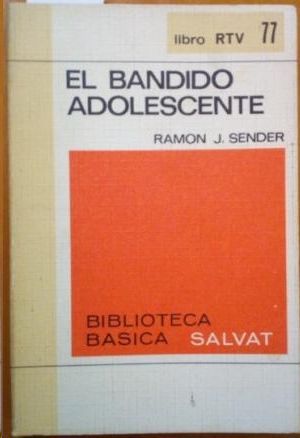 libro RTV 77
EL BANDIDO
ADOLESCENTE
RAMON J. SENDER
BIBLIOTECA
BASICA SALVAT